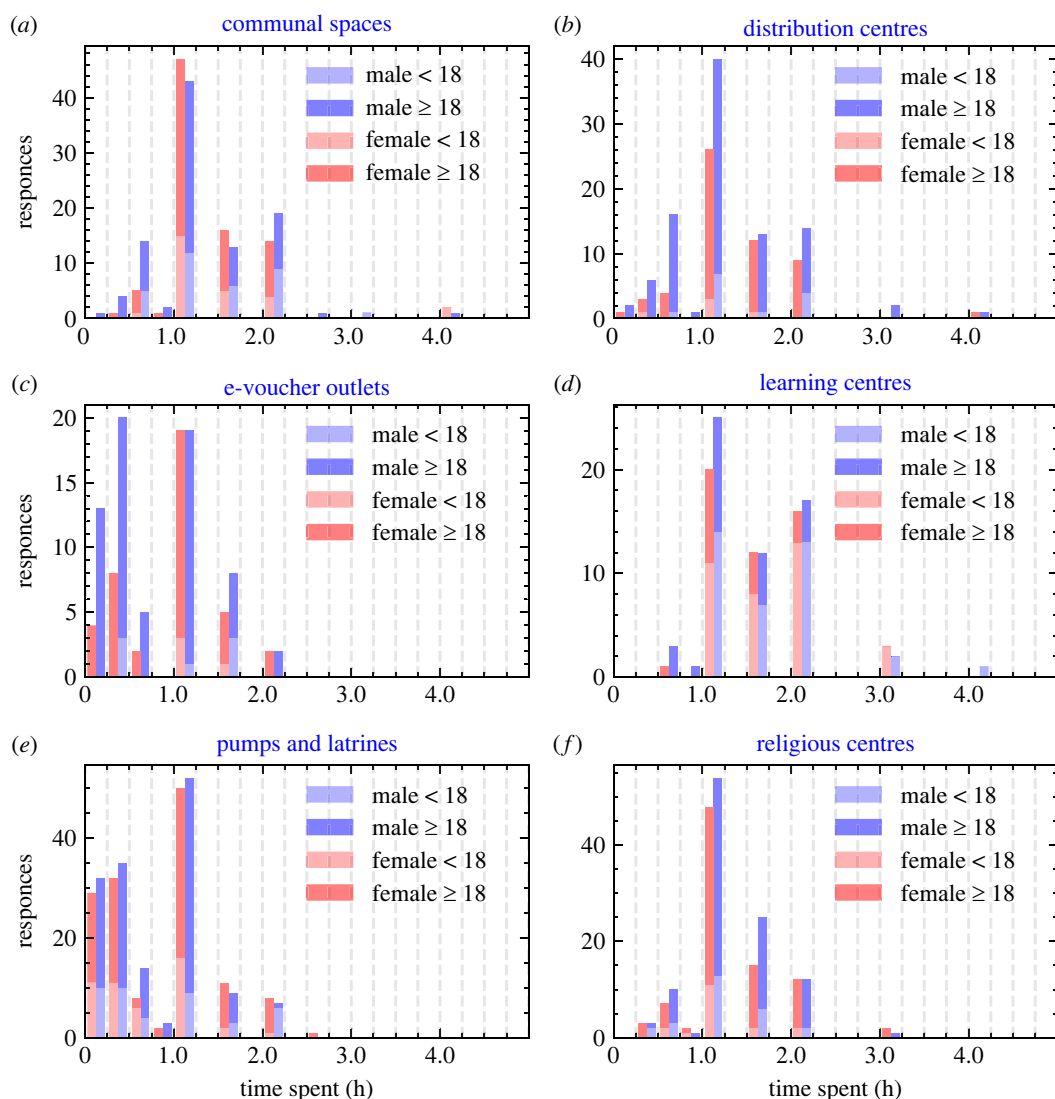 (a) communal spaces
male < 18
male ≥ 18
female < 18
female ≥ 18
responces
40
30
20
10
0
0 1.0 2.0 3.0 4.0
(b) distribution centres
male < 18
male ≥ 18
female < 18
female ≥ 18
40
30
20
10
0
0 1.0 2.0 3.0 4.0
(c) e-voucher outlets
male < 18
male ≥ 18
female < 18
female ≥ 18
responces
20
15
10
5
0
0 1.0 2.0 3.0 4.0
(d) learning centres
male < 18
male ≥ 18
female < 18
female ≥ 18
20
10
0
0 1.0 2.0 3.0 4.0
(e) pumps and latrines
male < 18
male ≥ 18
female < 18
female ≥ 18
responces
40
20
0
0 1.0 2.0 3.0 4.0
time spent (h)
(f) religious centres
male < 18
male ≥ 18
female < 18
female ≥ 18
40
20
0
0 1.0 2.0 3.0 4.0
time spent (h)